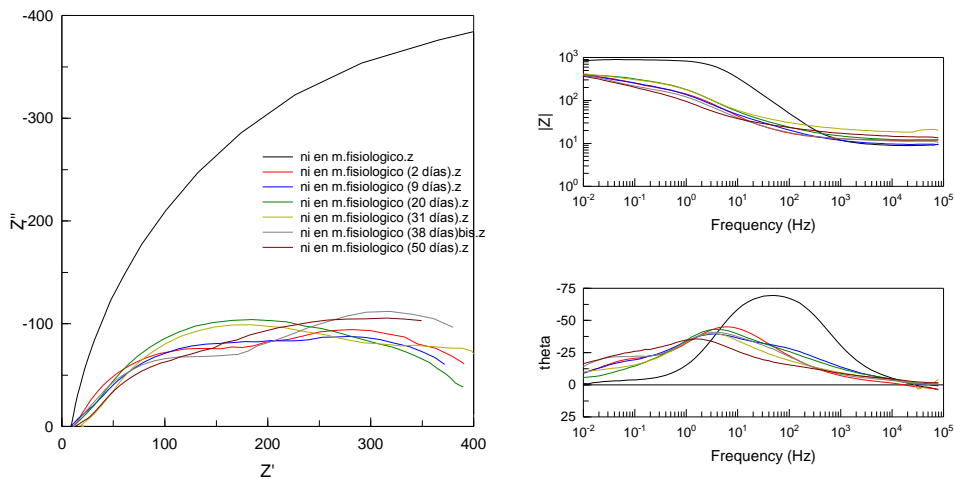 -400
-300
-200
-100
0
0
100
200
300
400
Z''
Z'
ni en m.fisiologico.z
ni en m.fisiologico (2 días).z
ni en m.fisiologico (9 días).z
ni en m.fisiologico (20 días).z
ni en m.fisiologico (31 días).z
ni en m.fisiologico (38 días)bis.z
ni en m.fisiologico (50 días).z
10³
10²
10¹
10⁰
|Z|
10⁻²
10⁻¹
10⁰
10¹
10²
10³
10⁴
10⁵
Frequency (Hz)
-75
-50
-25
0
25
theta
10⁻²
10⁻¹
10⁰
10¹
10²
10³
10⁴
10⁵
Frequency (Hz)